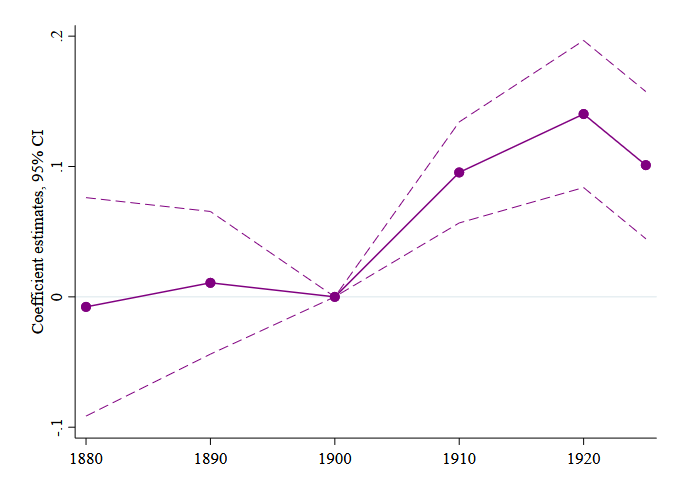 Coefficient estimates, 95% CI
.2
.1
0
-.1
1880 1890 1900 1910 1920